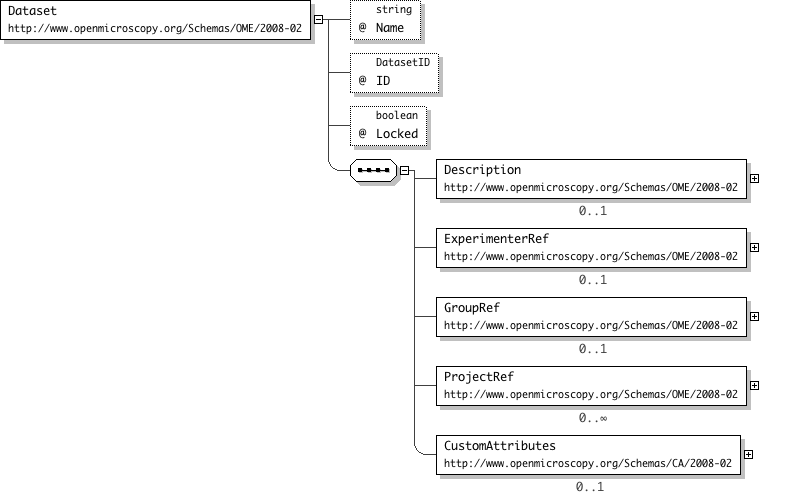 Dataset
http://www.openmicroscopy.org/Schemas/OME/2008-02
string
@ Name
DatasetID
@ ID
boolean
@ Locked
Description
http://www.openmicroscopy.org/Schemas/OME/2008-02
0..1
ExperimenterRef
http://www.openmicroscopy.org/Schemas/OME/2008-02
0..1
GroupRef
http://www.openmicroscopy.org/Schemas/OME/2008-02
0..1
ProjectRef
http://www.openmicroscopy.org/Schemas/OME/2008-02
0..∞
CustomAttributes
http://www.openmicroscopy.org/Schemas/CA/2008-02
0..1